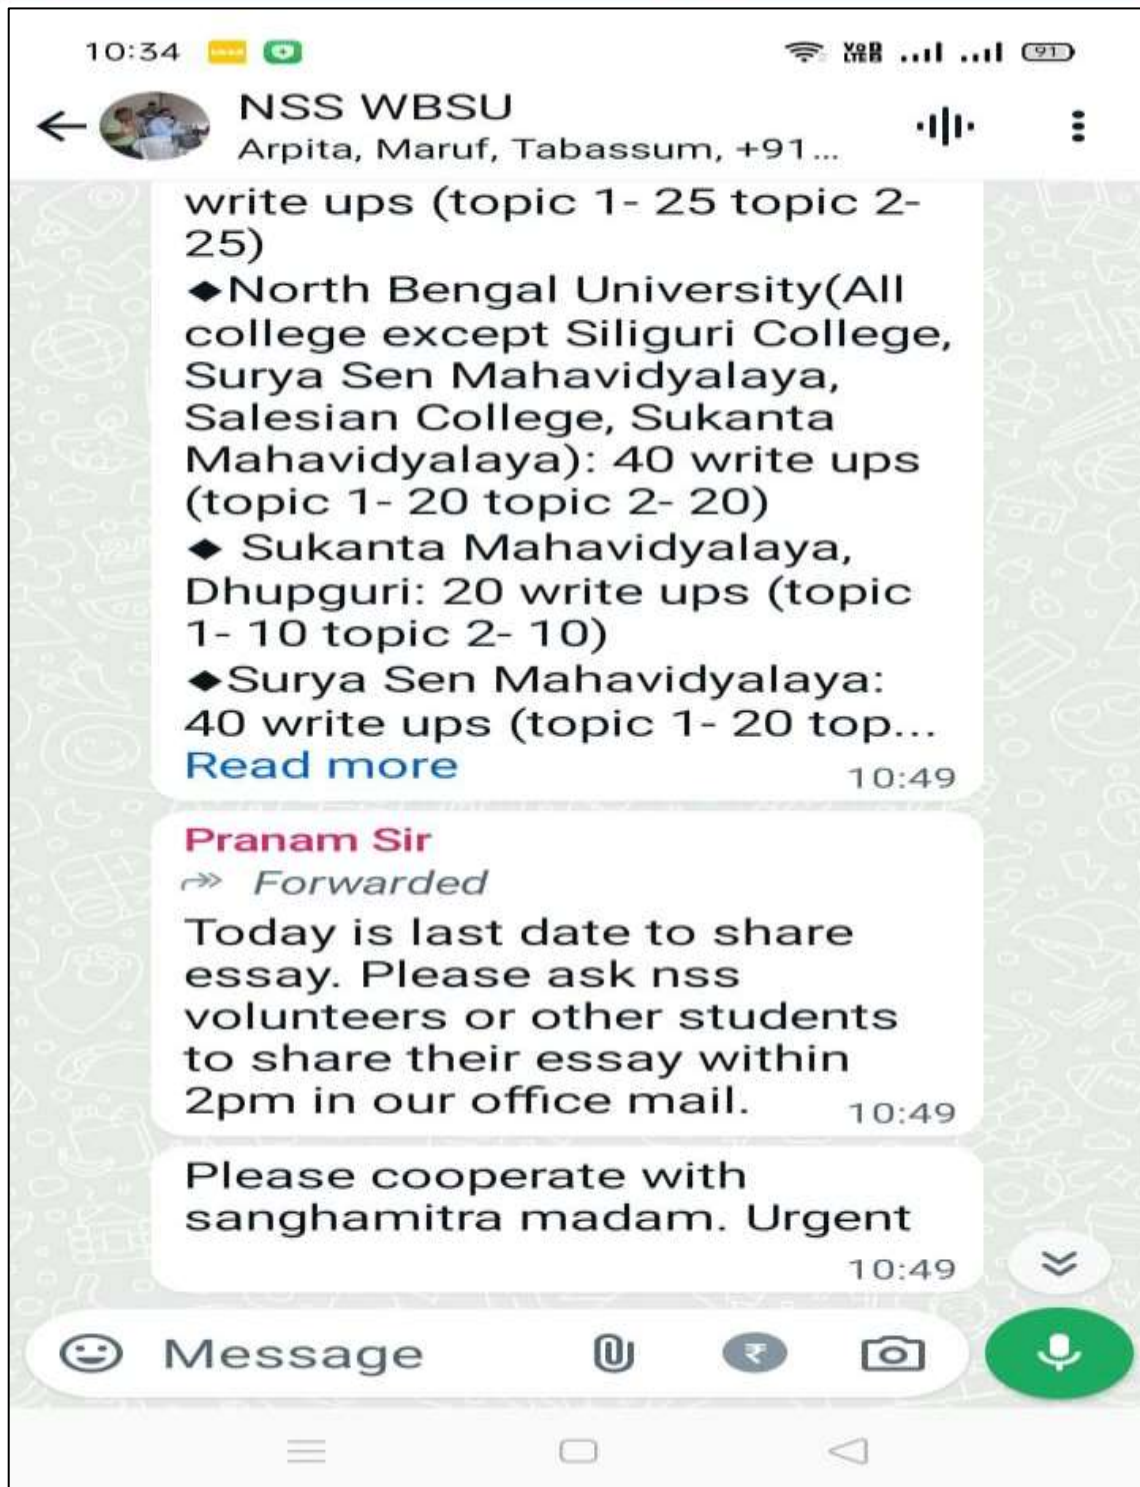 10:34
VoD LTEB
91
NSS WBSU
Arpita, Maruf, Tabassum, +91...
write ups (topic 1- 25 topic 2-
25)
◆North Bengal University(All
college except Siliguri College,
Surya Sen Mahavidyalaya,
Salesian College, Sukanta
Mahavidyalaya): 40 write ups
(topic 1- 20 topic 2- 20)
◆ Sukanta Mahavidyalaya,
Dhupguri: 20 write ups (topic
1- 10 topic 2- 10)
◆Surya Sen Mahavidyalaya:
40 write ups (topic 1- 20 top...
Read more
10:49
Pranam Sir
Forwarded
Today is last date to share
essay. Please ask nss
volunteers or other students
to share their essay within
2pm in our office mail.
10:49
Please cooperate with
sanghamitra madam. Urgent
10:49
Message
₹